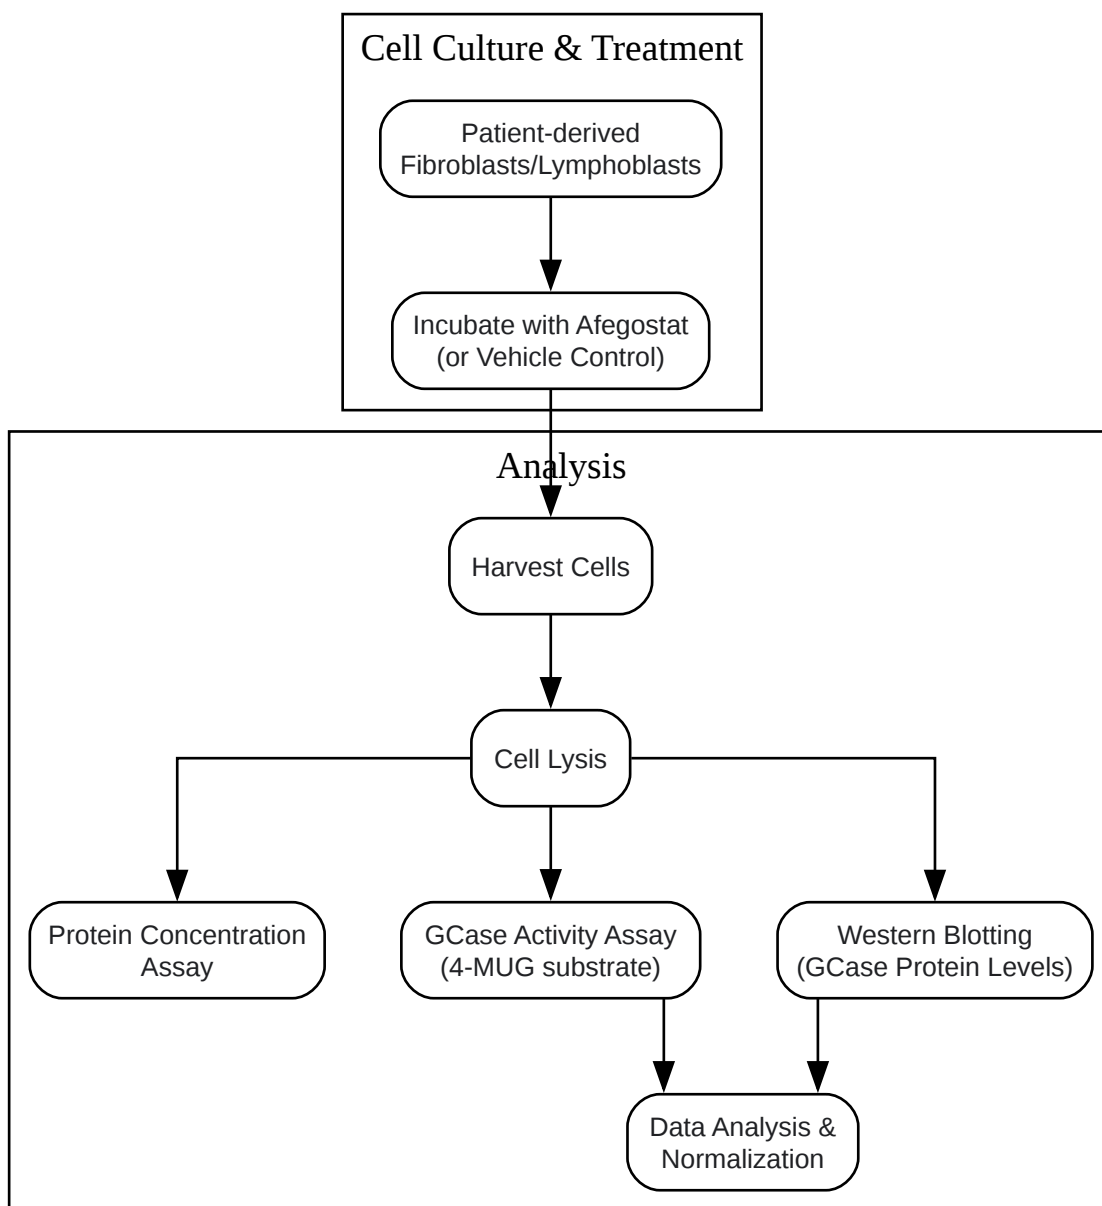 Cell Culture & Treatment
Patient-derived
Fibroblasts/Lymphoblasts
Incubate with Afegostat
(or Vehicle Control)
Analysis
Harvest Cells
Cell Lysis
Protein Concentration
Assay
GCase Activity Assay
(4-MUG substrate)
Western Blotting
(GCase Protein Levels)
Data Analysis &
Normalization